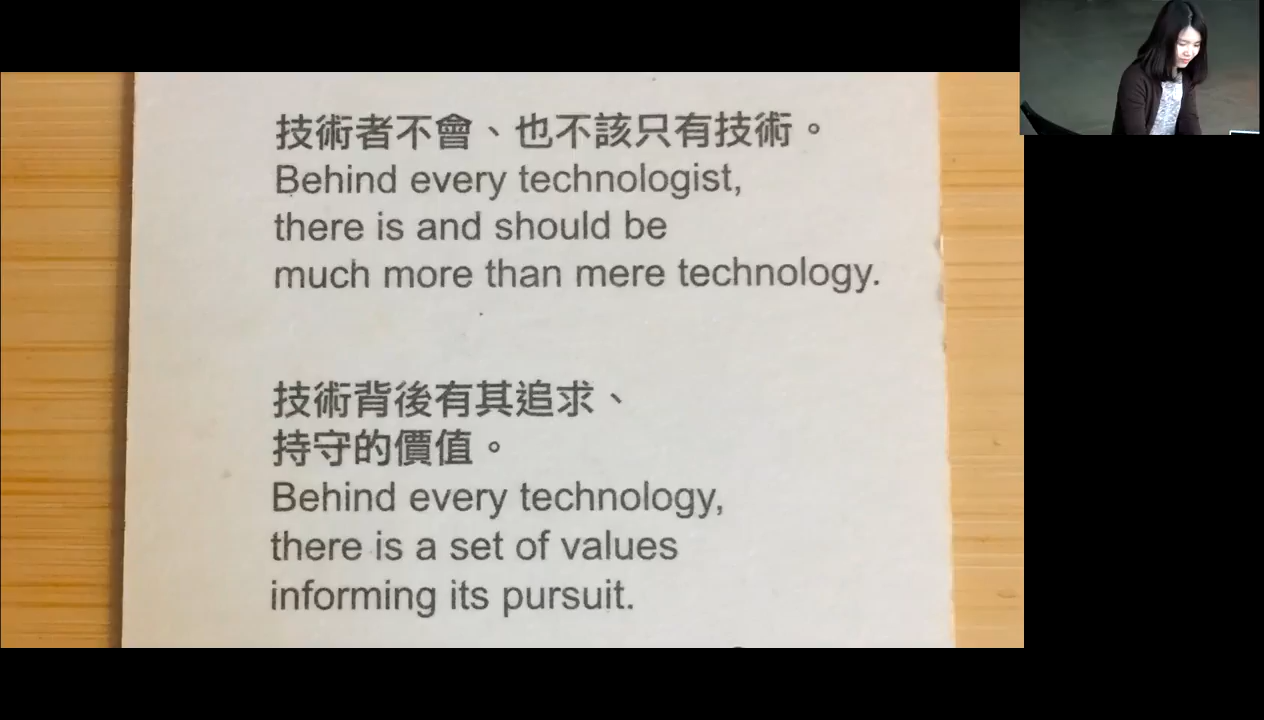 技術者不會、也不該只有技術。
Behind every technologist,
there is and should be
much more than mere technology.
技術背後有其追求、
持守的價值。
Behind every technology,
there is a set of values
informing its pursuit.